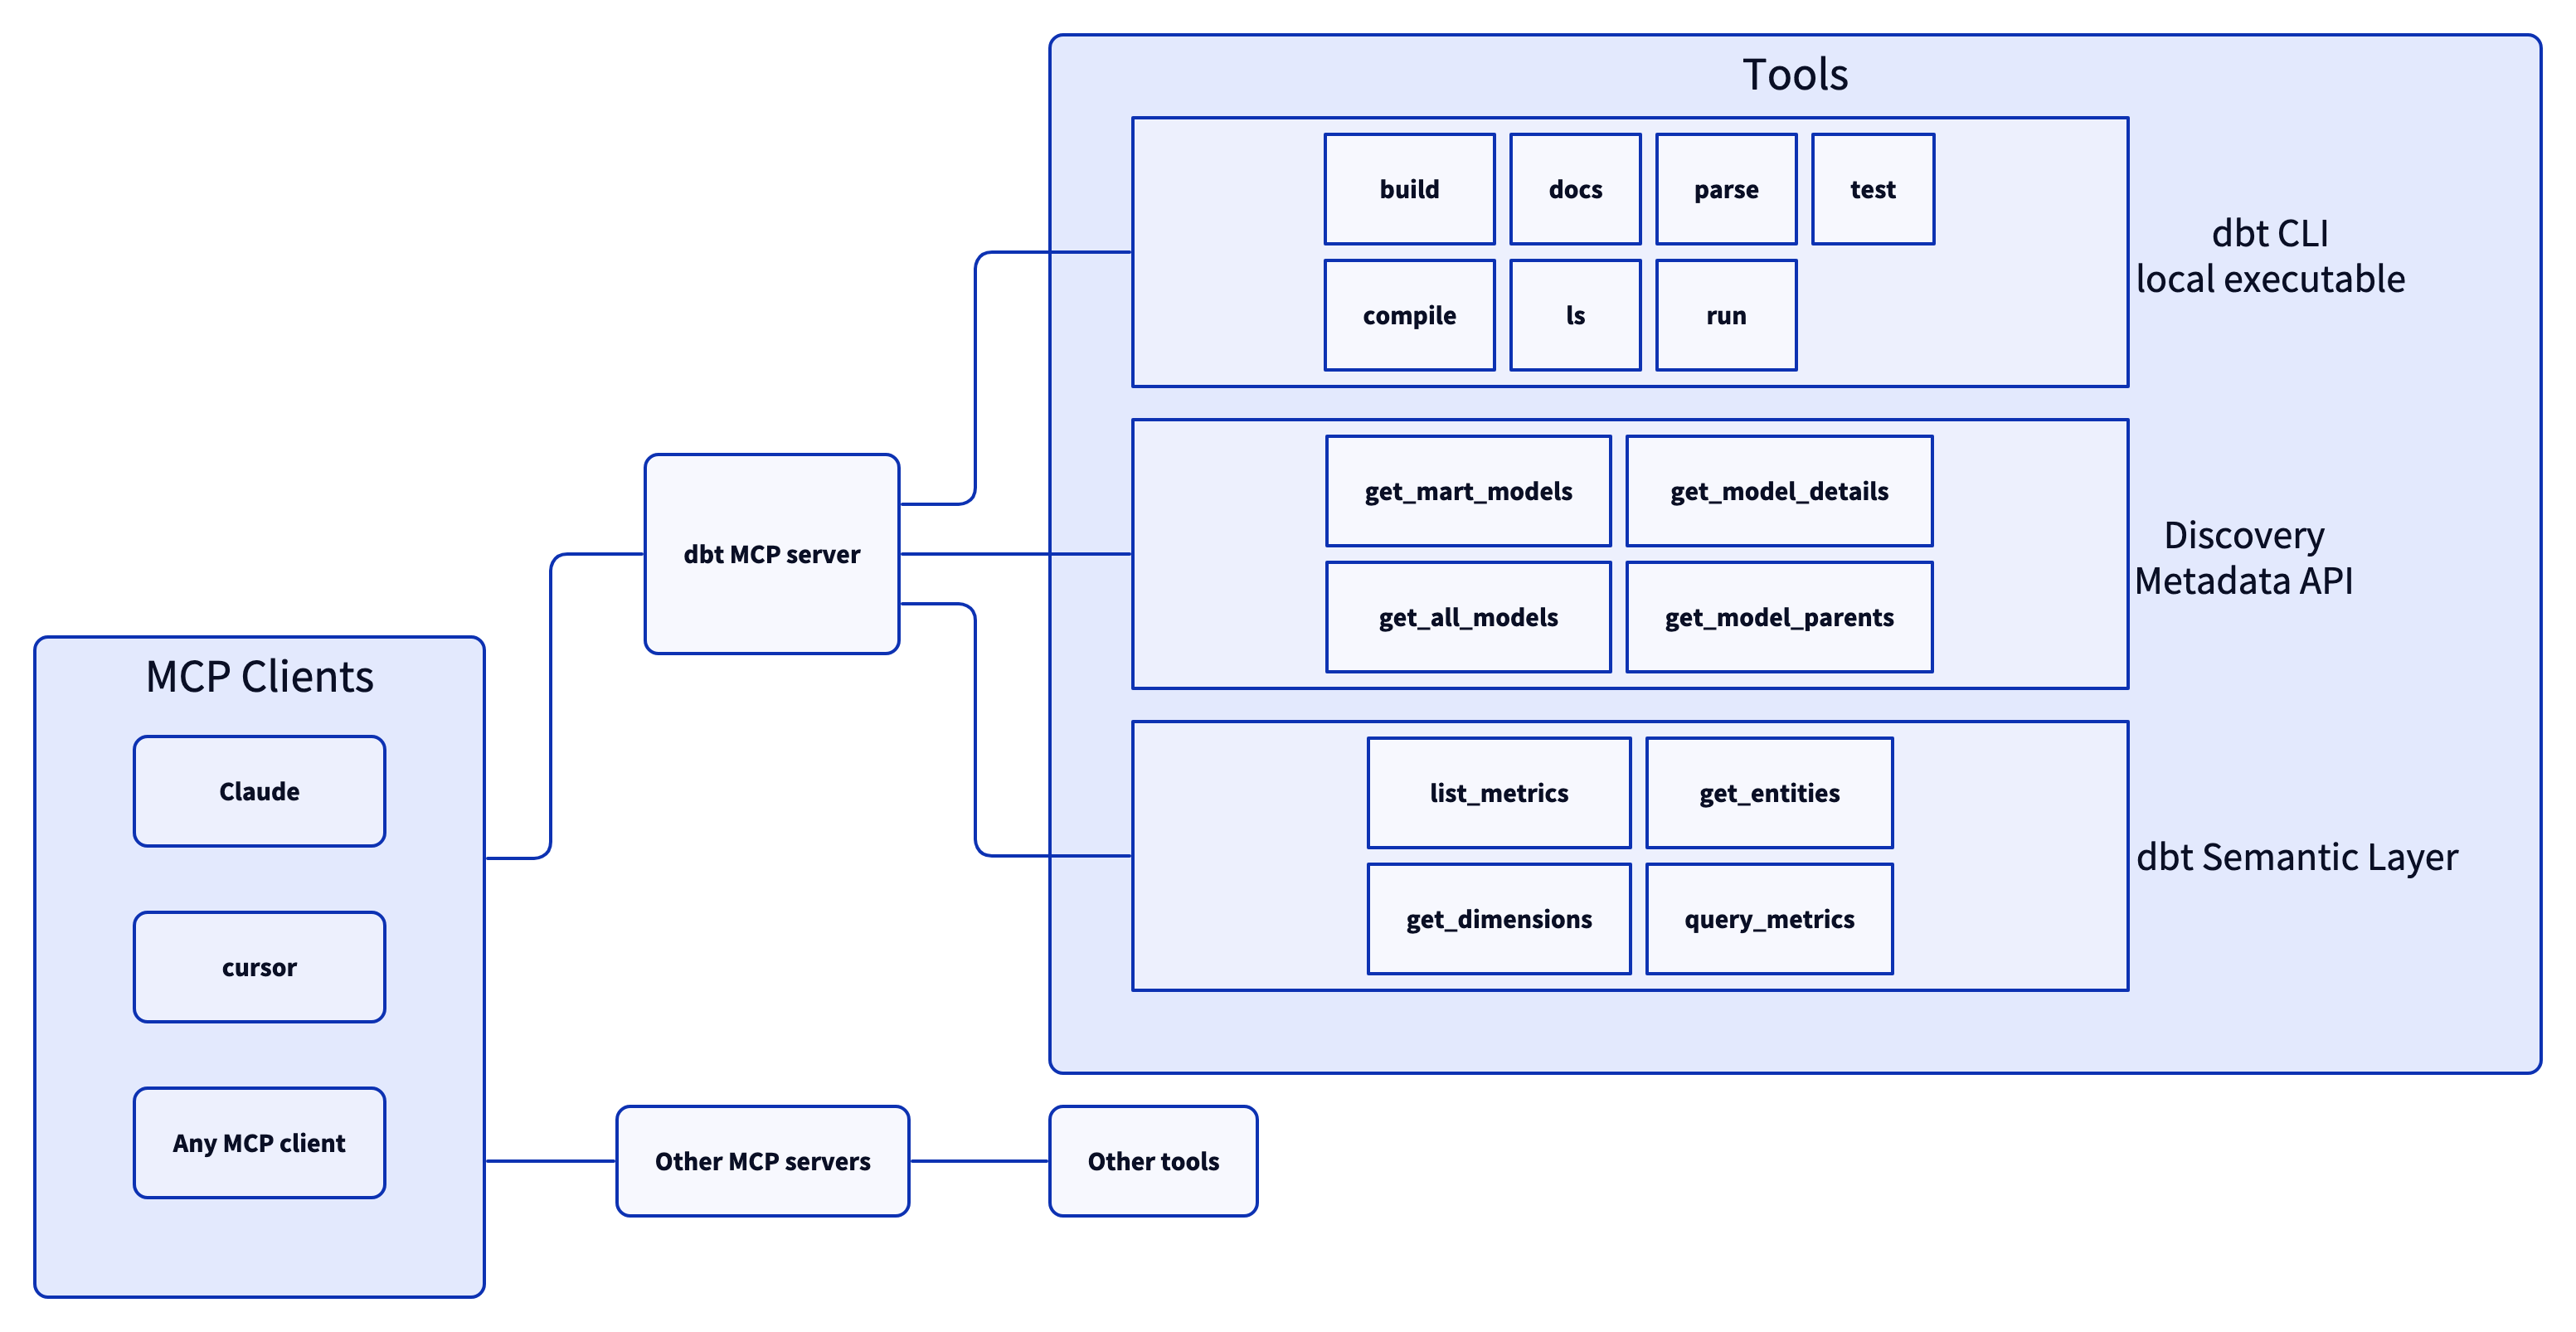 Tools
build
docs
parse
test
compile
ls
run
dbt CLI
local executable
get_mart_models
get_model_details
get_all_models
get_model_parents
Discovery
Metadata API
list_metrics
get_entities
get_dimensions
query_metrics
dbt Semantic Layer
dbt MCP server
MCP Clients
Claude
cursor
Any MCP client
Other MCP servers
Other tools